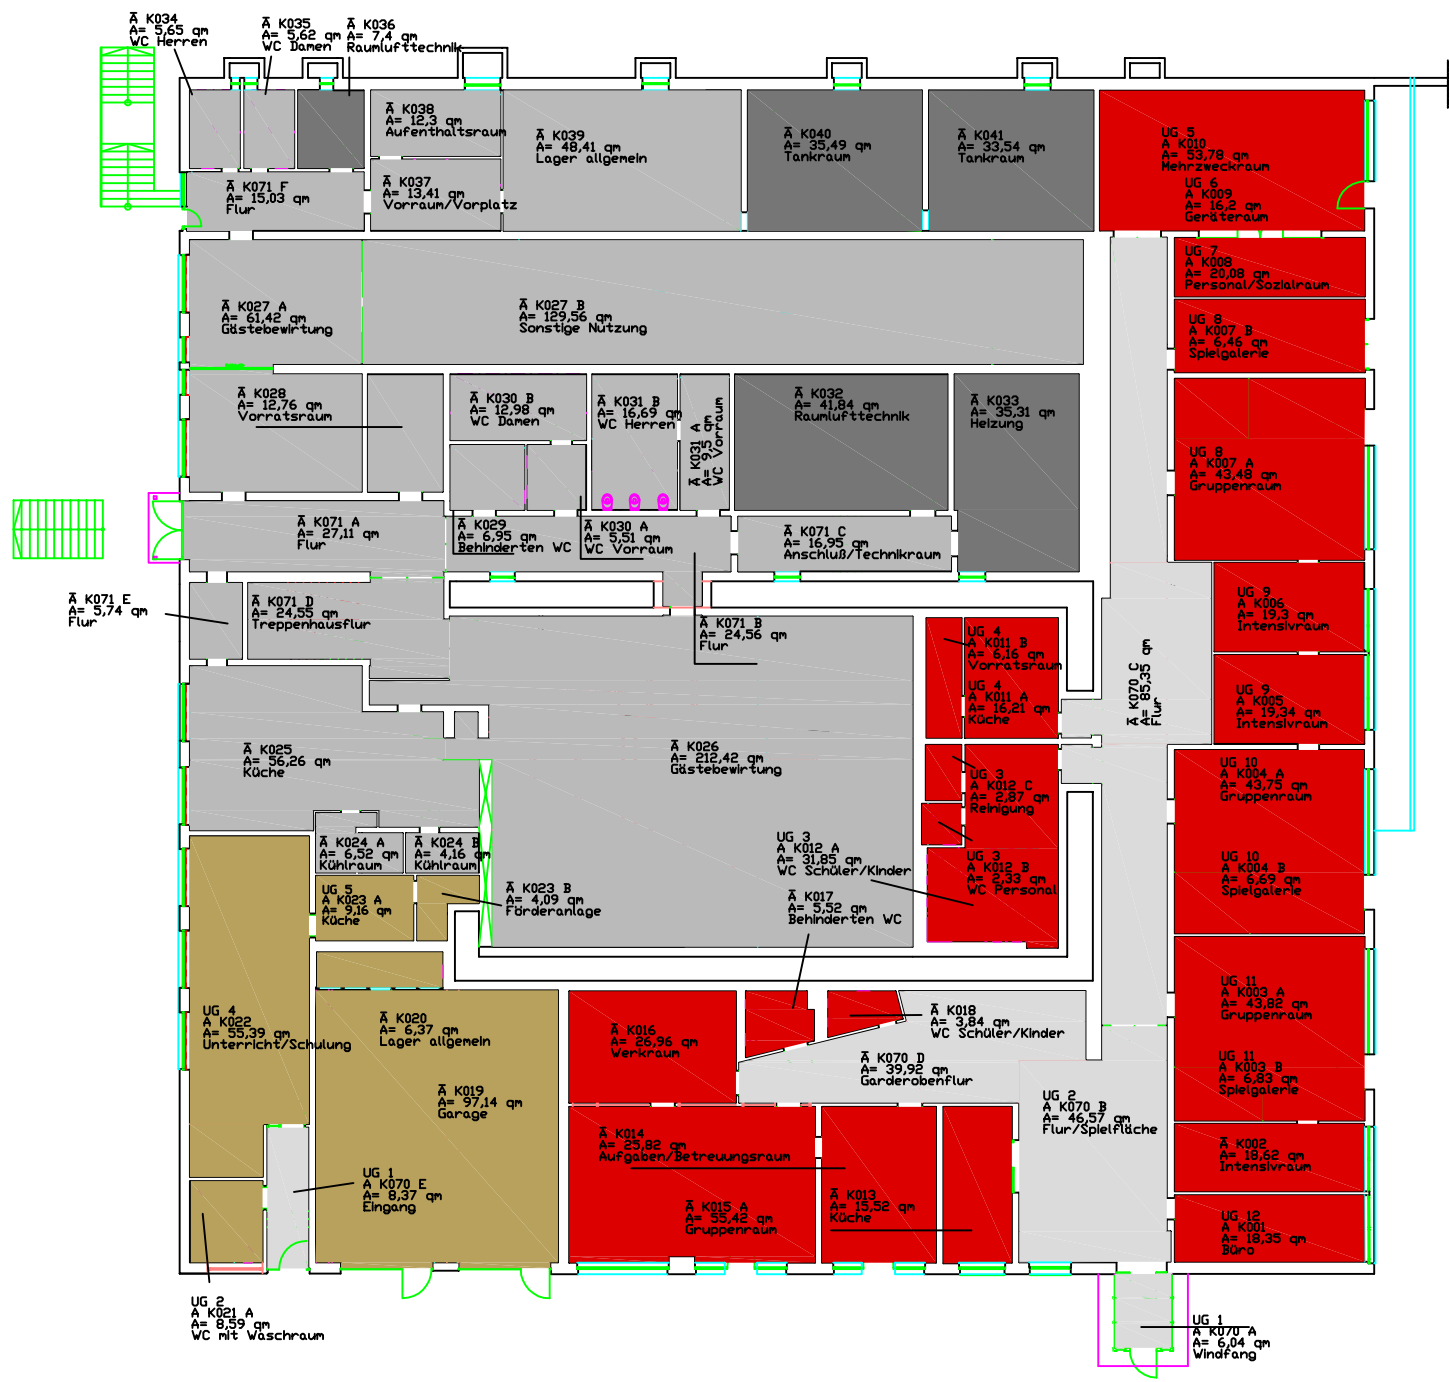 Ā K034
A= 5,65 qm
WC Herren
Ā K035
A= 5,62 qm
WC Damen
Ā K036
A= 7,4 qm
Raumlufttechnik
Ā K038
A= 12,3 qm
Aufenthaltsraum
Ā K039
A= 48,41 qm
Lager allgemein
Ā K040
A= 35,49 qm
Tankraum
Ā K041
A= 33,54 qm
Tankraum
UG 5
A K010
A= 53,78 qm
Mehrzweckraum
UG 6
A K009
A= 16,2 qm
Geräteraum
Ā K071 F
A= 15,03 qm
Flur
Ā K037
A= 13,41 qm
Vorraum/Vorplatz
UG 7
A K008
A= 20,08 qm
Personal/Sozialraum
Ā K027 A
A= 61,42 qm
Gästebewirtung
Ā K027 B
A= 129,56 qm
Sonstige Nutzung
UG 8
A K007 B
A= 6,46 qm
Spielgalerie
Ā K028
A= 12,76 qm
Vorratsraum
Ā K030 B
A= 12,98 qm
WC Damen
Ā K031 B
A= 16,69 qm
WC Herren
Ā K031 A
A= 9,5 qm
WC Vorraum
Ā K032
A= 41,84 qm
Raumlufttechnik
Ā K033
A= 35,31 qm
Heizung
UG 8
A K007 A
A= 43,48 qm
Gruppenraum
Ā K071 A
A= 27,11 qm
Flur
Ā K029
A= 6,95 qm
Behinderten WC
Ā K030 A
A= 5,51 qm
WC Vorraum
Ā K071 C
A= 16,95 qm
Anschluß/Technikraum
Ā K071 E
A= 5,74 qm
Flur
Ā K071 D
A= 24,55 qm
Treppenhausflur
Ā K071 B
A= 24,56 qm
Flur
UG 4
A K011 B
A= 6,16 qm
Vorratsraum
UG 4
A K011 A
A= 16,21 qm
Küche
UG 9
A K006
A= 19,3 qm
Intensivraum
Ā K070 C
A= 85,35 qm
Flur
UG 9
A K005
A= 19,34 qm
Intensivraum
Ā K025
A= 56,26 qm
Küche
Ā K026
A= 212,42 qm
Gästebewirtung
UG 3
A K012 C
A= 2,87 qm
Reinigung
UG 10
A K004 A
A= 43,75 qm
Gruppenraum
Ā K024 A
A= 6,52 qm
Kühlraum
Ā K024 B
A= 4,16 qm
Kühlraum
UG 3
A K012 A
A= 31,85 qm
WC Schüler/Kinder
UG 3
A K012 B
A= 2,33 qm
WC Personal
UG 10
A K004 B
A= 6,69 qm
Spielgalerie
UG 5
A K023 A
A= 9,16 qm
Küche
Ā K023 B
A= 4,09 qm
Förderanlage
Ā K017
A= 5,52 qm
Behinderten WC
UG 11
A K003 A
A= 43,82 qm
Gruppenraum
UG 4
A K022
A= 55,39 qm
Unterricht/Schulung
Ā K020
A= 6,37 qm
Lager allgemein
Ā K016
A= 26,96 qm
Werkraum
Ā K018
A= 3,84 qm
WC Schüler/Kinder
Ā K070 D
A= 39,92 qm
Garderobenflur
UG 11
A K003 B
A= 6,83 qm
Spielgalerie
Ā K019
A= 97,14 qm
Garage
UG 2
A K070 B
A= 46,57 qm
Flur/Spielfläche
Ā K014
A= 25,82 qm
Aufgaben/Betreuungsraum
Ā K002
A= 18,62 qm
Intensivraum
UG 1
A K070 E
A= 8,37 qm
Eingang
Ā K015 A
A= 55,42 qm
Gruppenraum
Ā K013
A= 15,52 qm
Küche
UG 12
A K001
A= 18,35 qm
Büro
UG 2
A K021 A
A= 8,59 qm
WC mit Waschraum
UG 1
A K070 A
A= 6,04 qm
Windfang